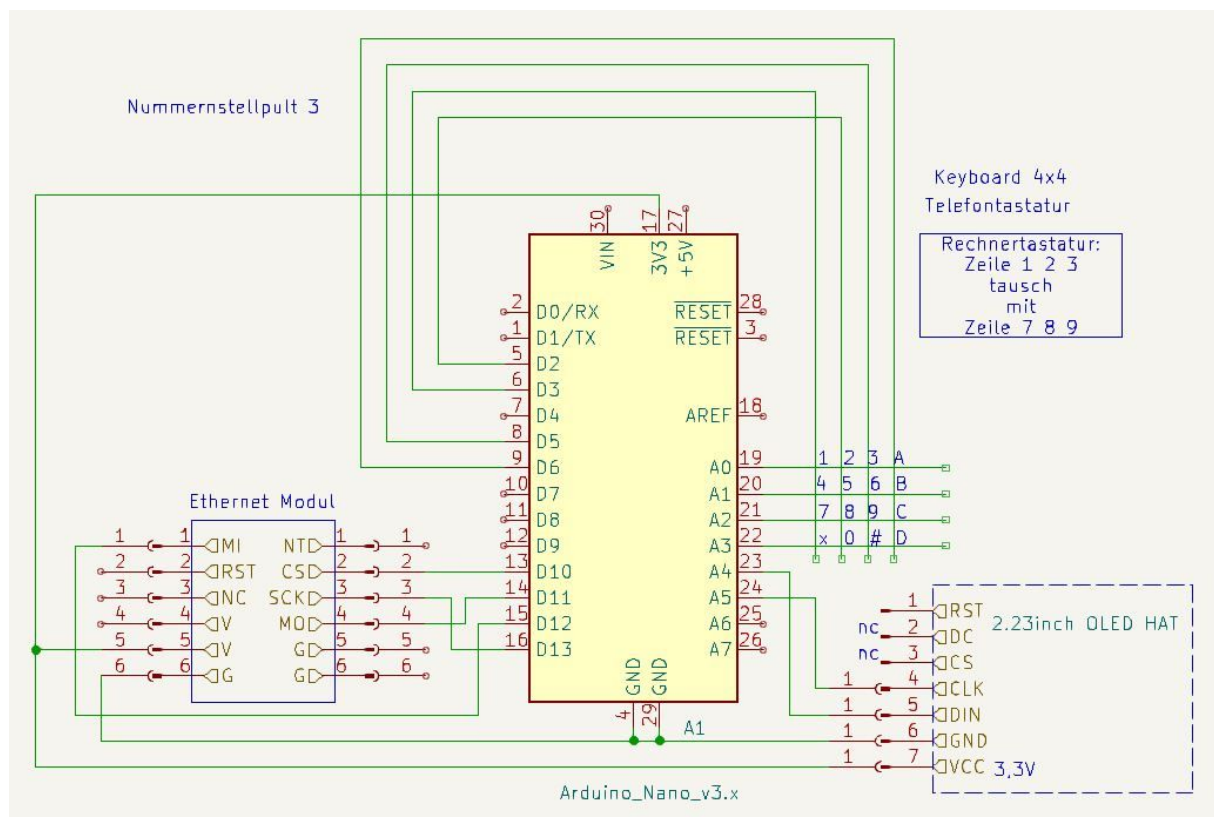 Nummernstellpult 3
Keyboard 4x4
Telefontastatur
Rechnertastatur:
Zeile 1 2 3
tausch
mit
Zeile 7 8 9
30 17 27
VIN 3V3 +5V
2 D0/RX RESET 28
1 D1/TX RESET 3
5 D2
6 D3
7 D4 AREF 18
8 D5
9 D6 A0 19 1 2 3 A
10 D7 A1 20 4 5 6 B
11 D8 A2 21 7 8 9 C
12 D9 A3 22 x 0 # D
13 D10 A4 23
14 D11 A5 24
15 D12 A6 25
16 D13 A7 26
GND GND
4 29
A1
Arduino_Nano_v3.x
Ethernet Modul
1 1 MI NT 1 1
2 2 RST CS 2 2
3 3 NC SCK 3 3
4 4 V MO 4 4
5 5 V G 5 5
6 6 G G 6 6
2.23inch OLED HAT
1 RST
nc 2 DC
nc 3 CS
1 4 CLK
1 5 DIN
1 6 GND
1 7 VCC 3,3V